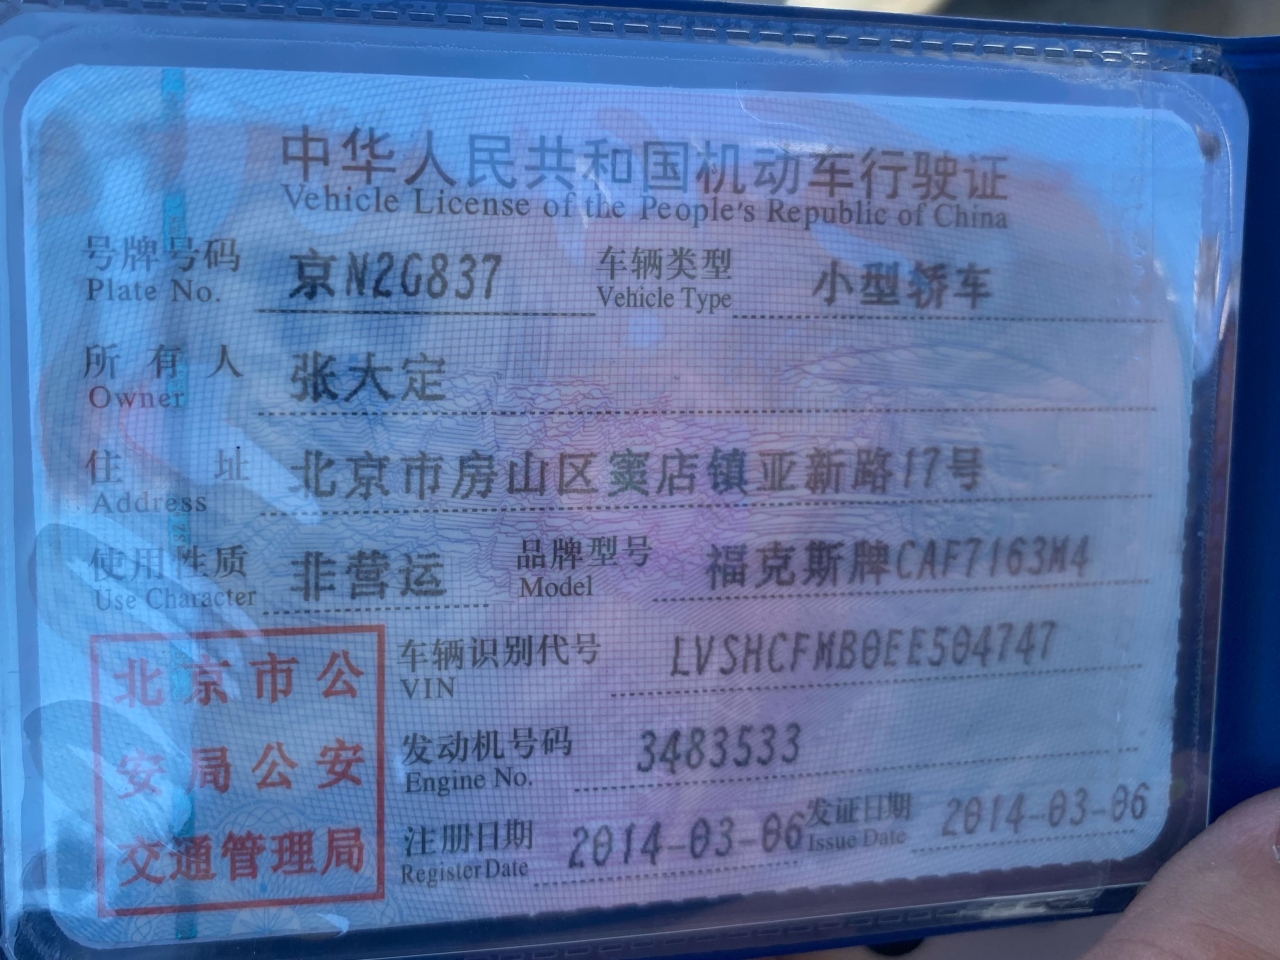 中华人民共和国机动车行驶证
Vehicle License of the People's Republic of China
号牌号码 京N2G837 车辆类型 小型轿车
Plate No. Vehicle Type
所有人 张大定
Owner
住址 北京市房山区窦店镇亚新路17号
Address
使用性质 非营运 品牌型号 福克斯牌CAF7163M4
Use Character Model
车辆识别代号 LVSHCFMB0EE504747
VIN
发动机号码 3483533
Engine No.
注册日期 2014-03-06 发证日期 2014-03-06
Register Date Issue Date
北京市公
安局公安
交通管理局